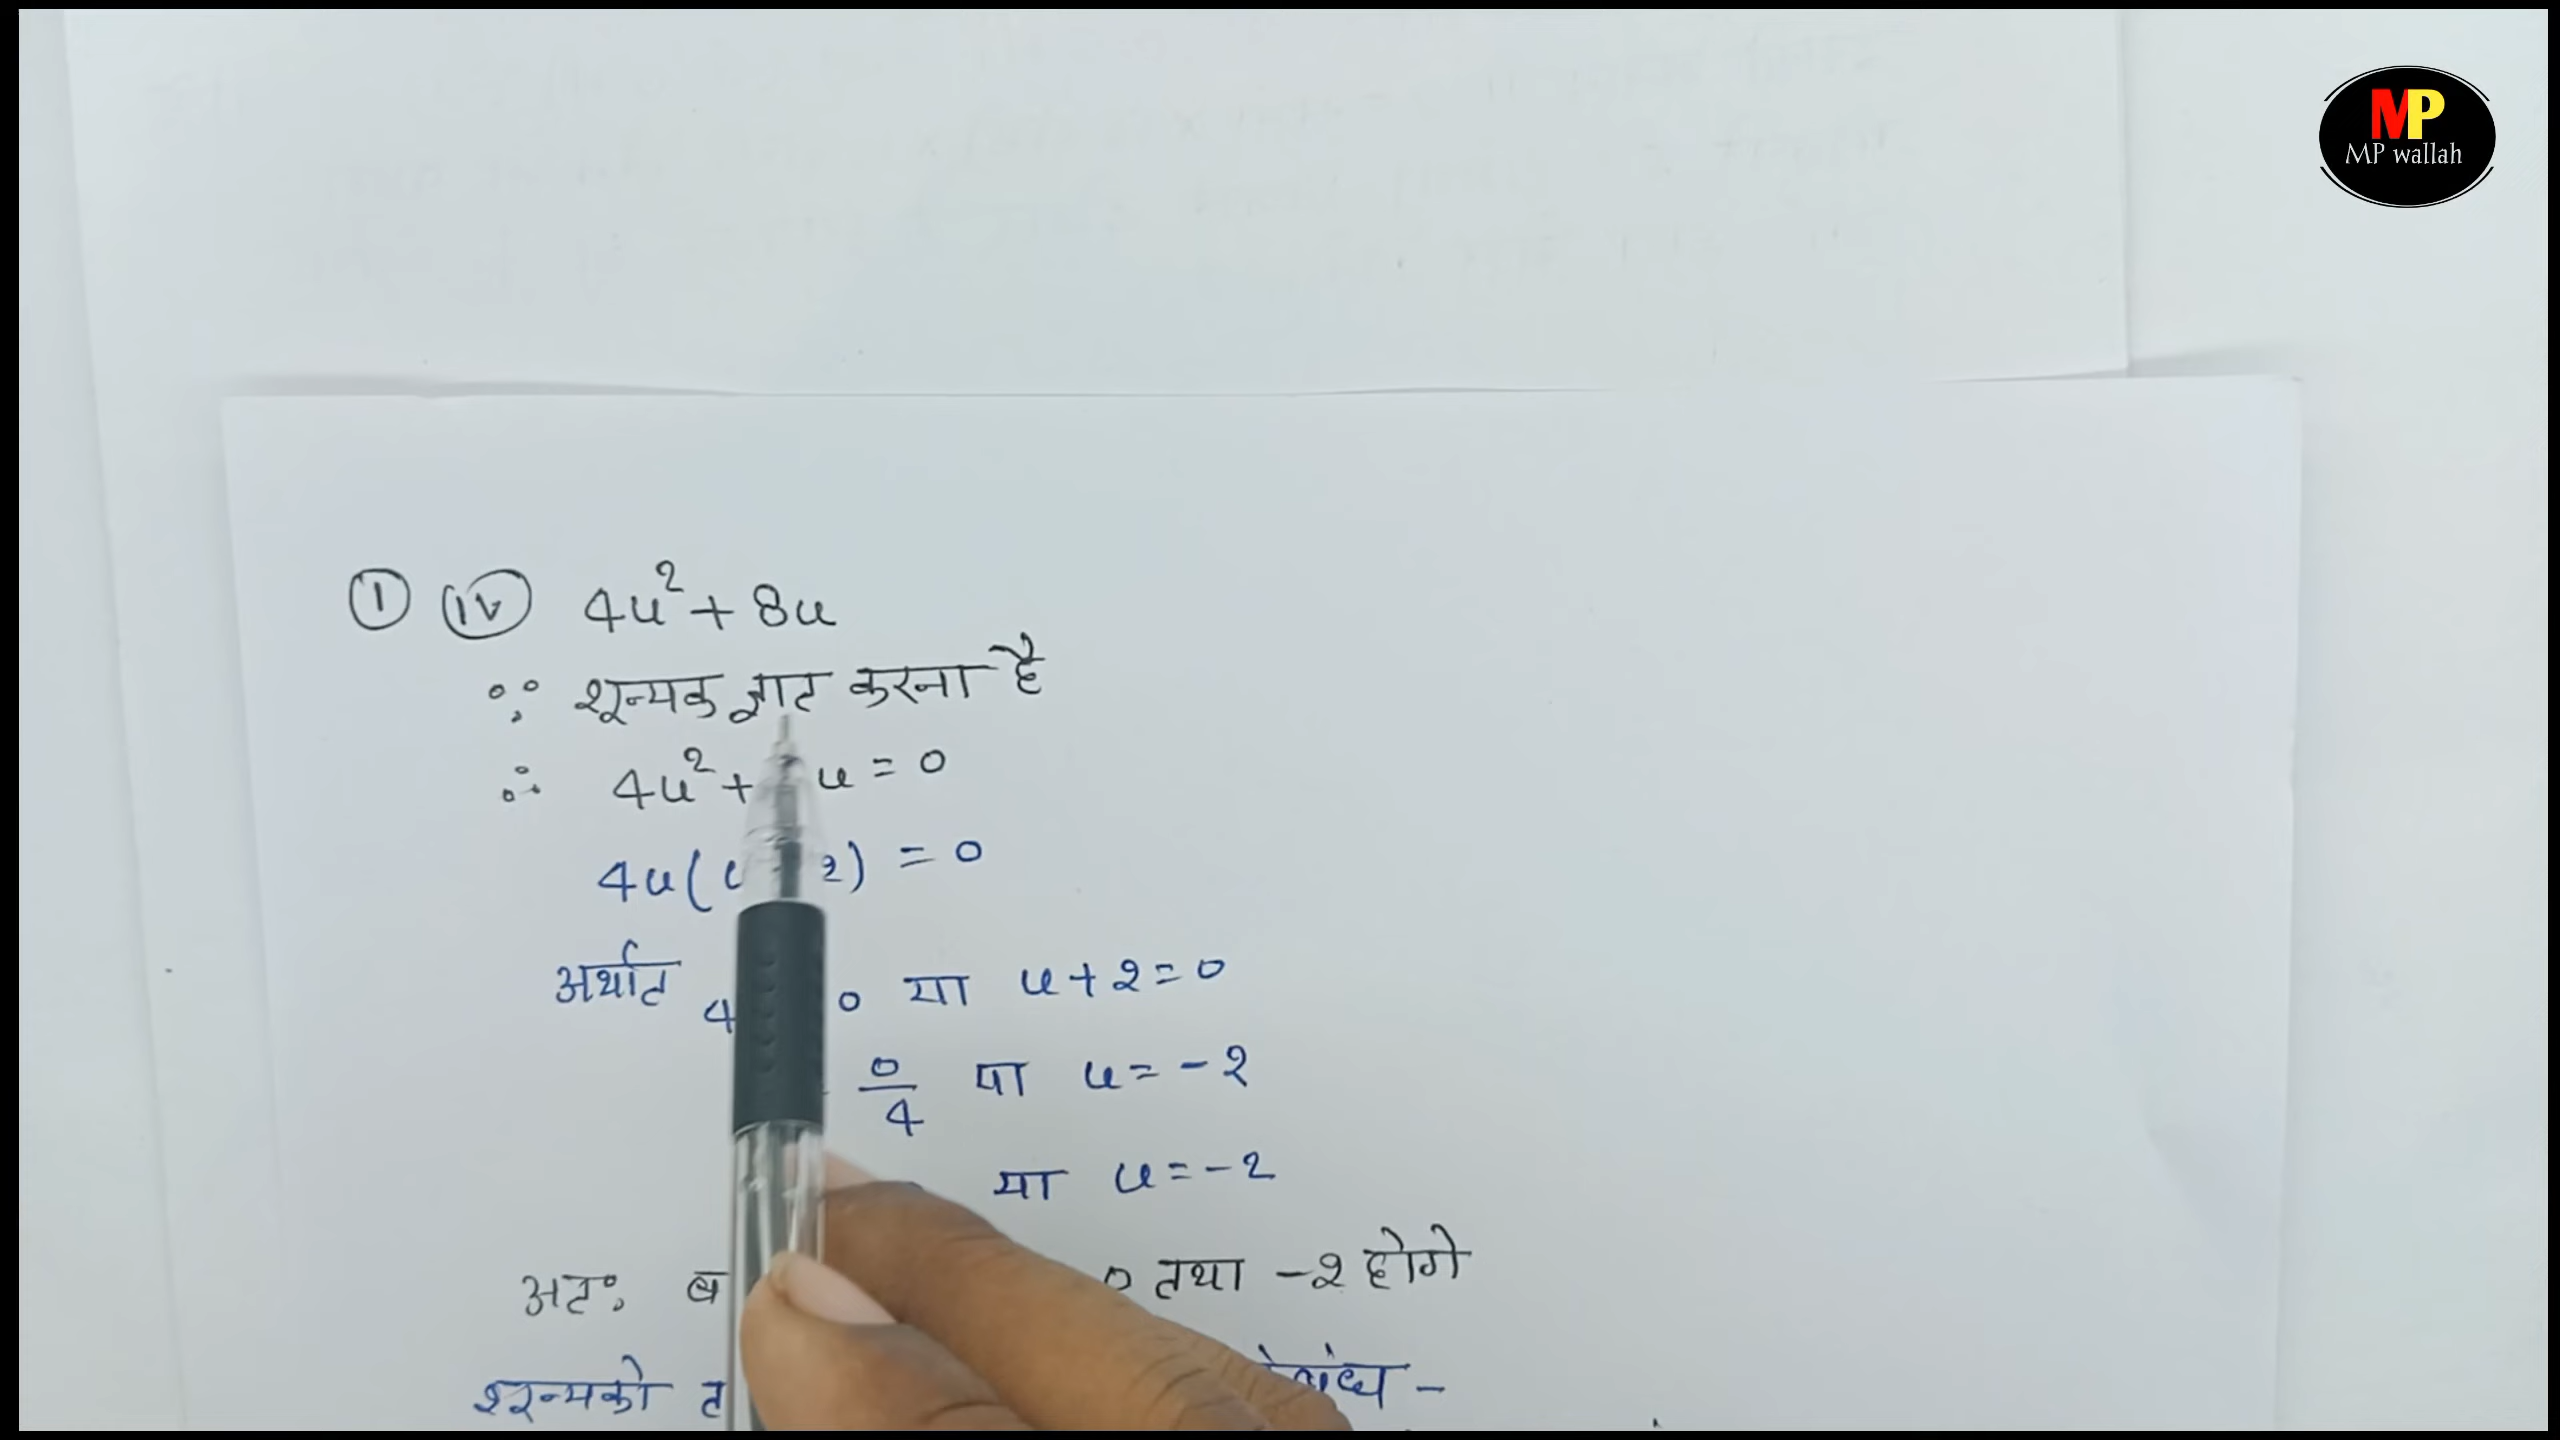 MP
MP wallah
① (iv) 4u² + 8u
∵ शून्यक ज्ञात करना है
∴ 4u² + u = 0
4u( 2) = 0
अर्थात 4 0 या u + 2 = 0
0/4 या u = - 2
या u = - 2
अतः 0 तथा -2 होगे
शून्यको